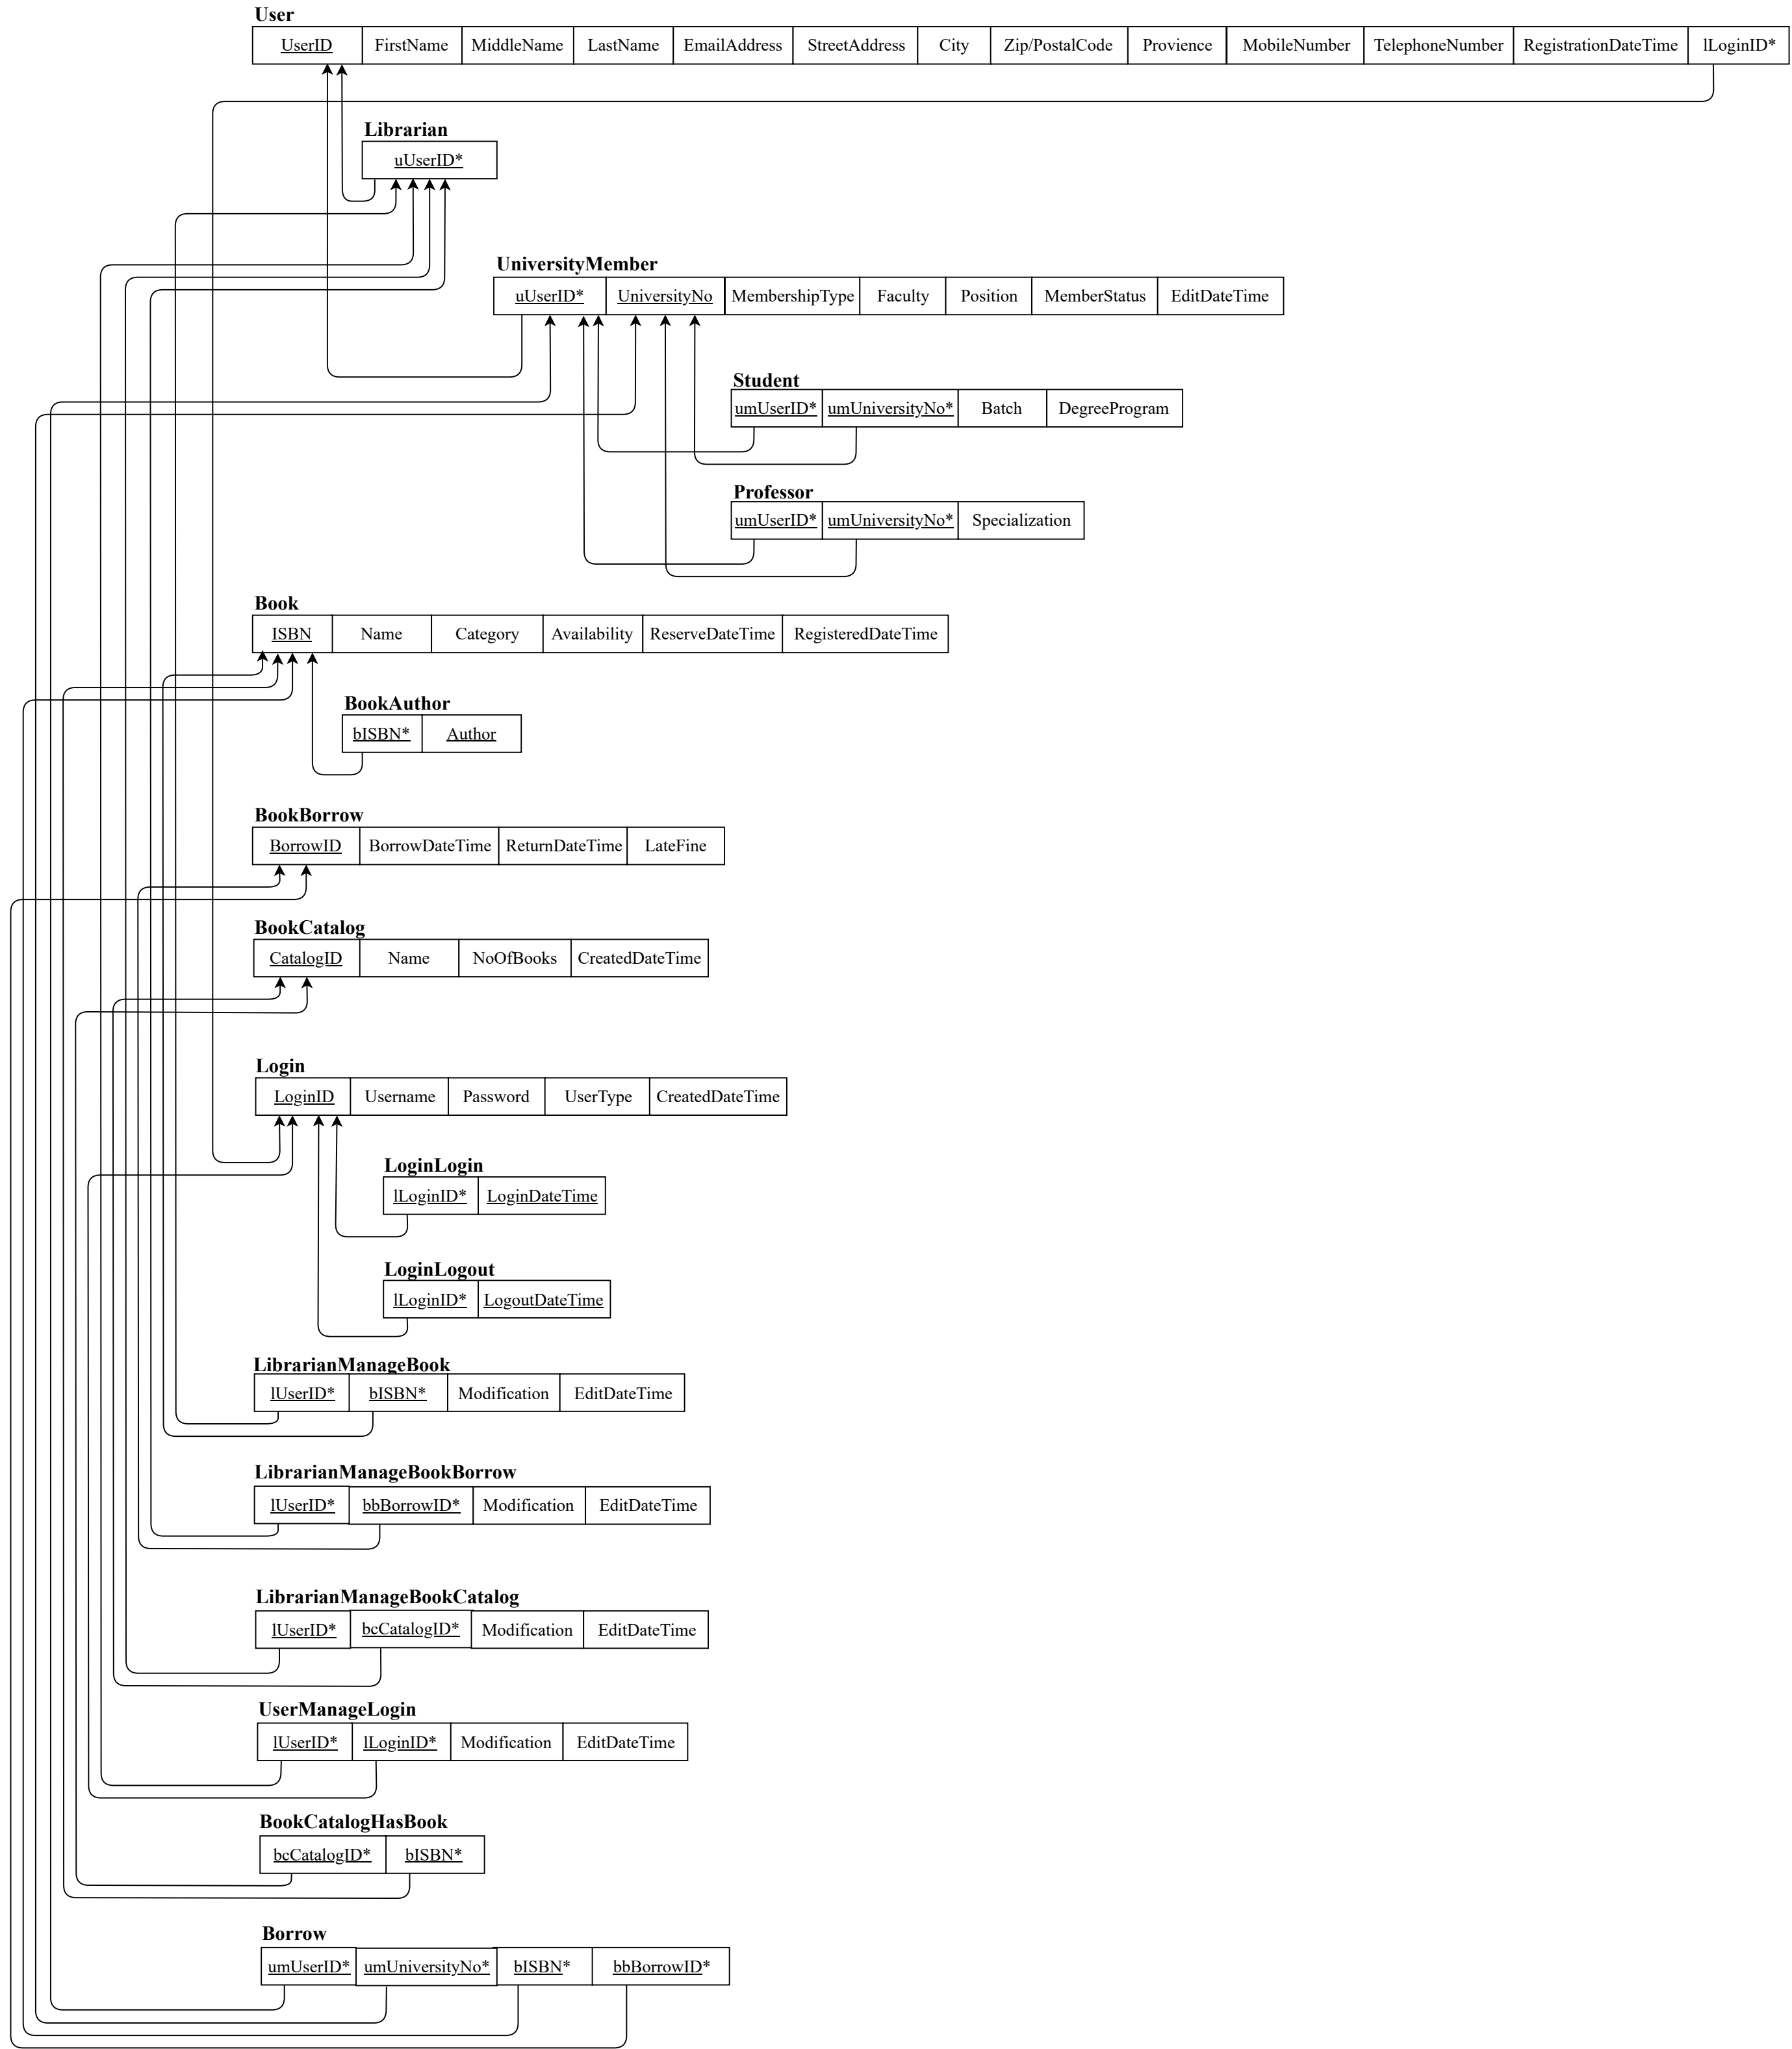 User
UserID FirstName MiddleName LastName EmailAddress StreetAddress City Zip/PostalCode Provience MobileNumber TelephoneNumber RegistrationDateTime lLoginID*
Librarian
uUserID*
UniversityMember
uUserID* UniversityNo MembershipType Faculty Position MemberStatus EditDateTime
Student
umUserID* umUniversityNo* Batch DegreeProgram
Professor
umUserID* umUniversityNo* Specialization
Book
ISBN Name Category Availability ReserveDateTime RegisteredDateTime
BookAuthor
bISBN* Author
BookBorrow
BorrowID BorrowDateTime ReturnDateTime LateFine
BookCatalog
CatalogID Name NoOfBooks CreatedDateTime
Login
LoginID Username Password UserType CreatedDateTime
LoginLogin
lLoginID* LoginDateTime
LoginLogout
lLoginID* LogoutDateTime
LibrarianManageBook
lUserID* bISBN* Modification EditDateTime
LibrarianManageBookBorrow
lUserID* bbBorrowID* Modification EditDateTime
LibrarianManageBookCatalog
lUserID* bcCatalogID* Modification EditDateTime
UserManageLogin
lUserID* lLoginID* Modification EditDateTime
BookCatalogHasBook
bcCatalogID* bISBN*
Borrow
umUserID* umUniversityNo* bISBN* bbBorrowID*